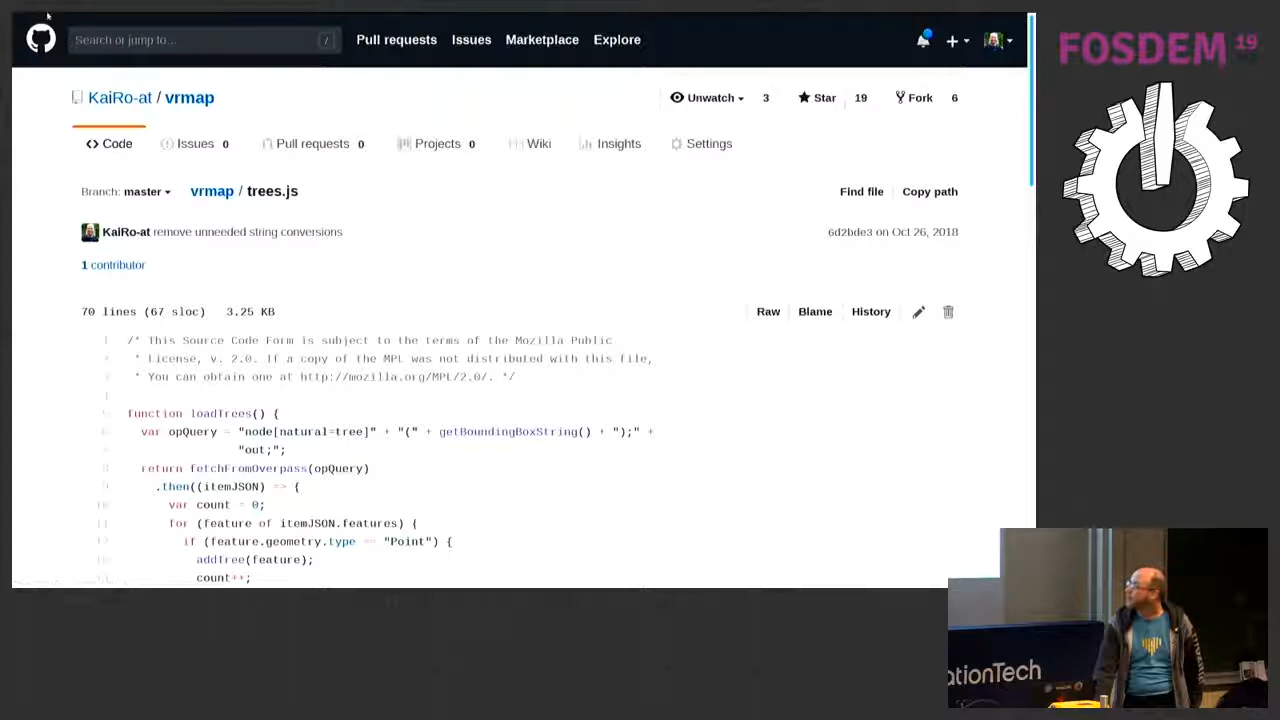 Search or jump to... /
Pull requests Issues Marketplace Explore
FOSDEM 19
KaiRo-at / vrmap
Unwatch 3 Star 19 Fork 6
Code Issues 0 Pull requests 0 Projects 0 Wiki Insights Settings
Branch: master vrmap / trees.js
Find file Copy path
KaiRo-at remove unneeded string conversions
6d2bde3 on Oct 26, 2018
1 contributor
70 lines (67 sloc) 3.25 KB
Raw Blame History
/* This Source Code Form is subject to the terms of the Mozilla Public
* License, v. 2.0. If a copy of the MPL was not distributed with this file,
* You can obtain one at http://mozilla.org/MPL/2.0/. */
function loadTrees() {
var opQuery = "node[natural=tree]" + "(" + getBoundingBoxString() + ");" +
"out;";
return fetchFromOverpass(opQuery)
.then((itemJSON) => {
var count = 0;
for (feature of itemJSON.features) {
if (feature.geometry.type == "Point") {
addTree(feature);
count++;
ationTech